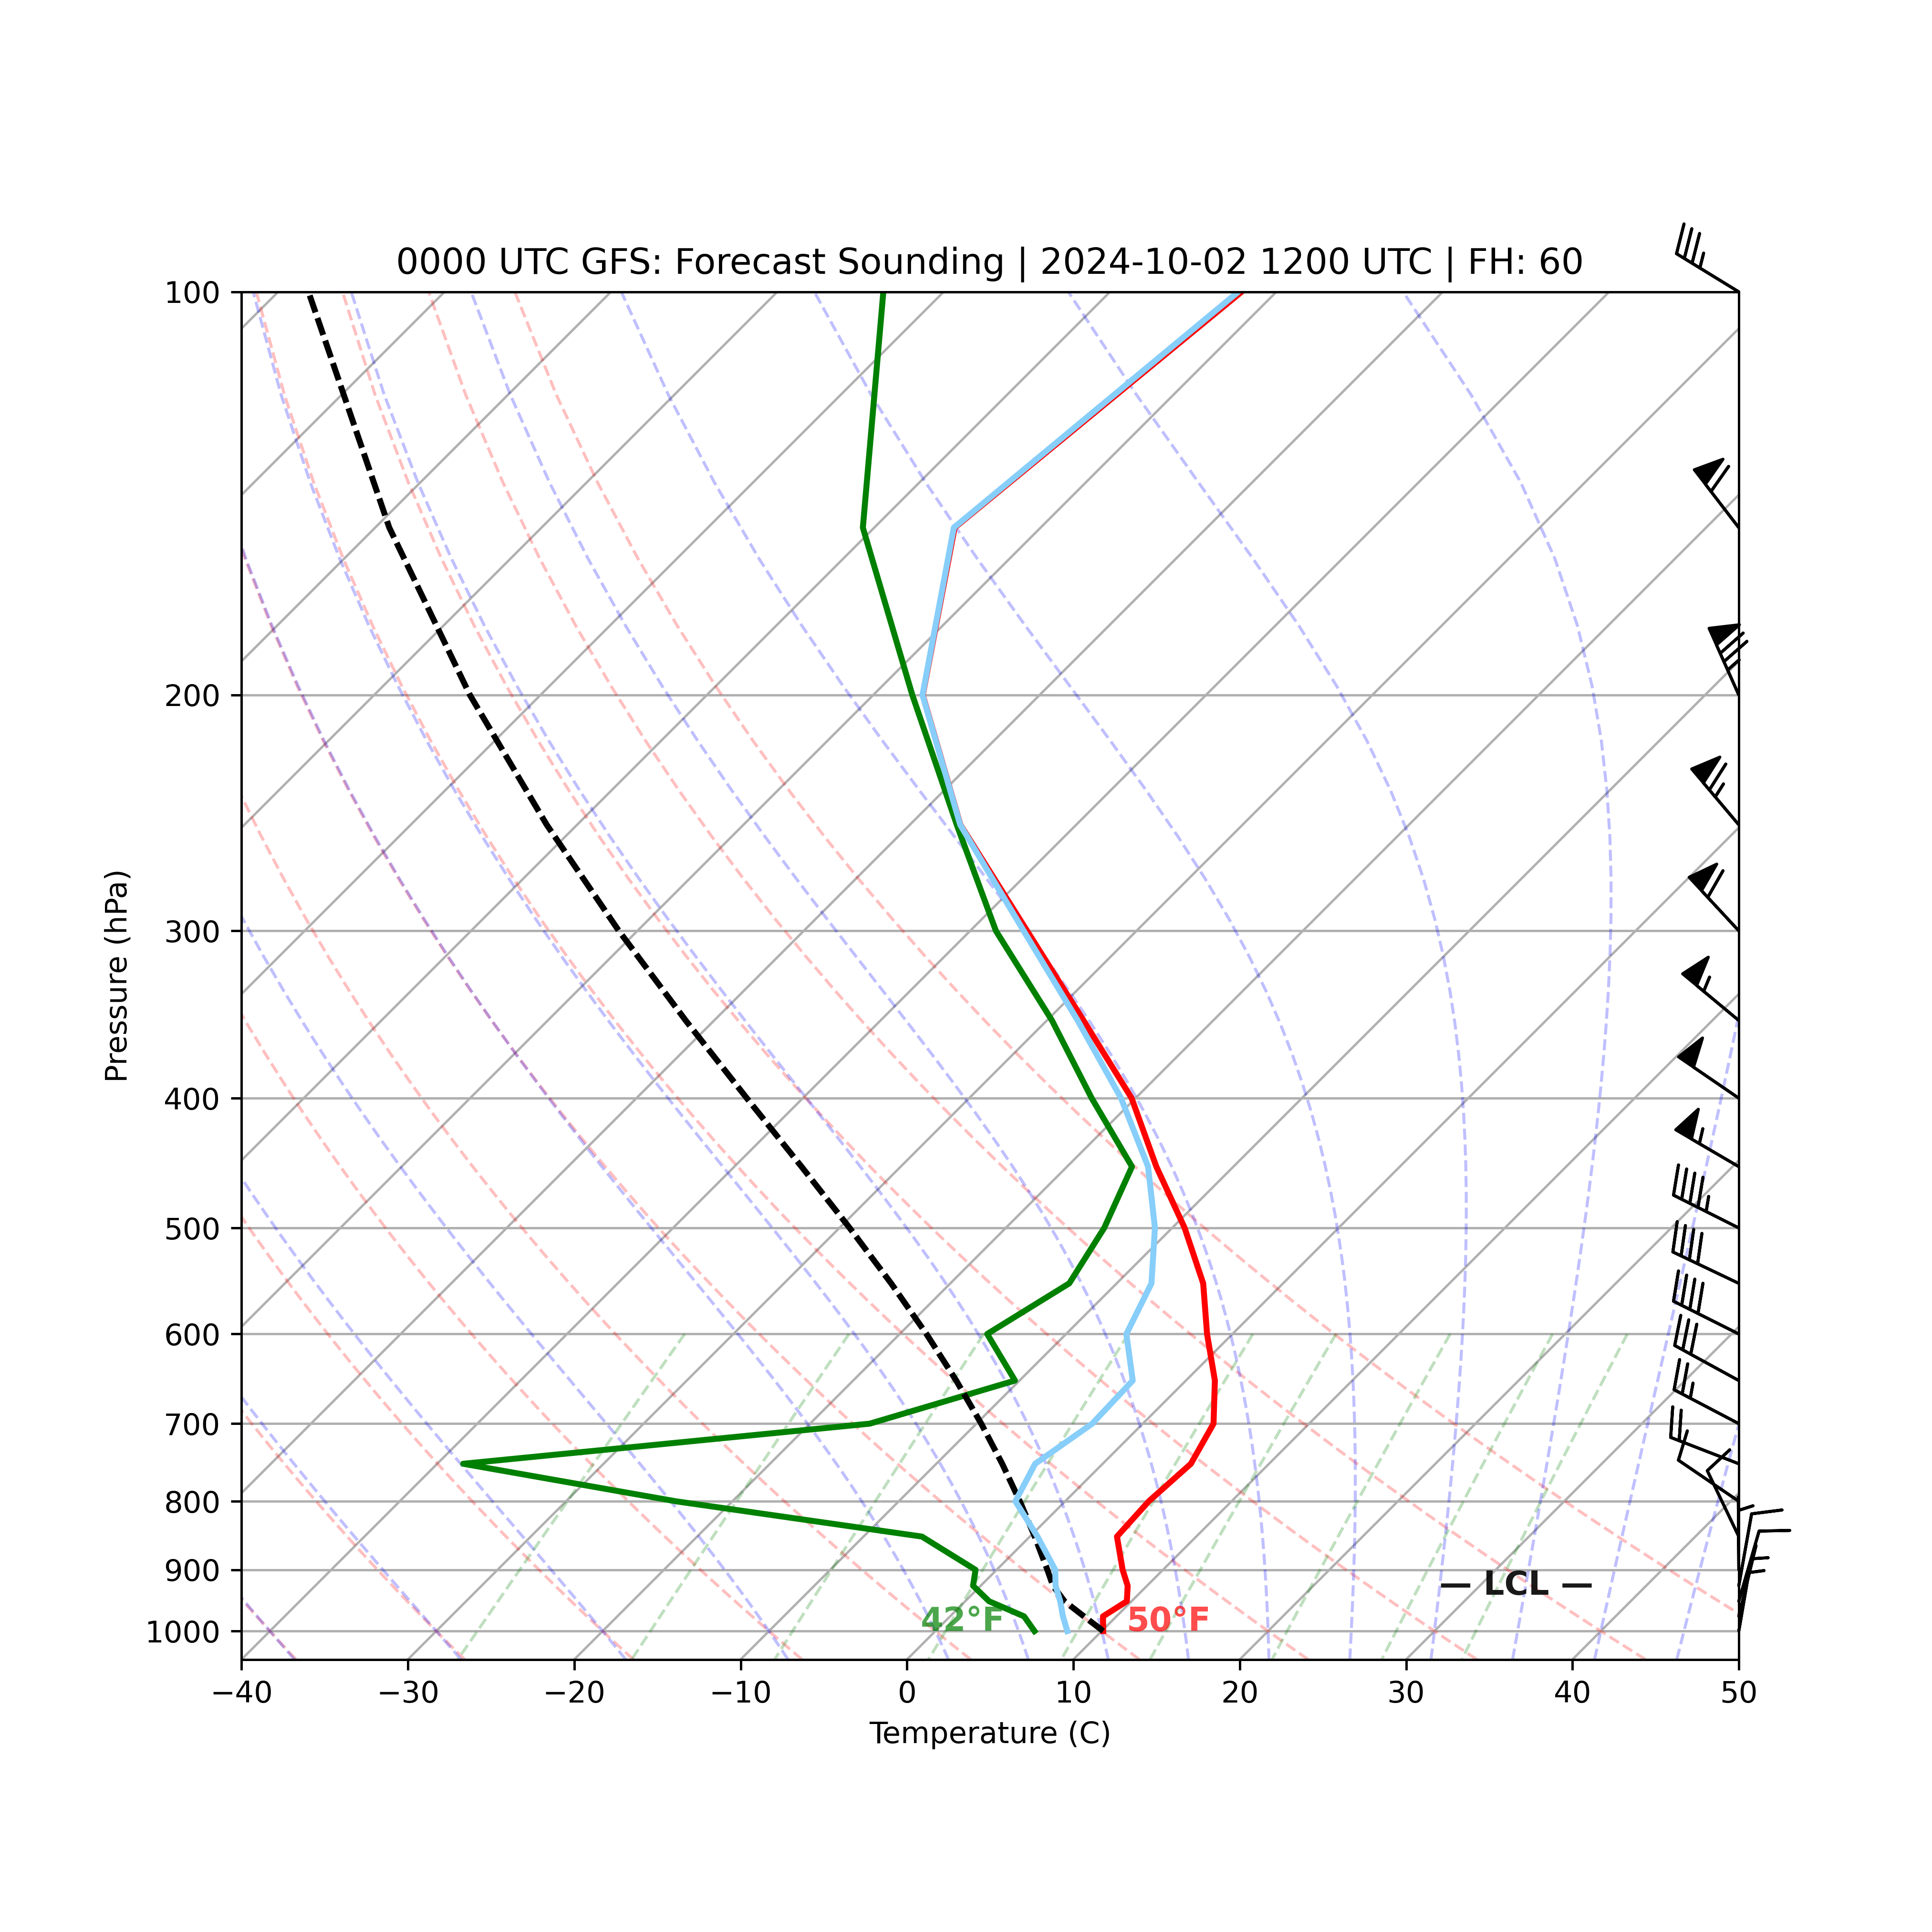 0000 UTC GFS: Forecast Sounding | 2024-10-02 1200 UTC | FH: 60
100
200
300
400
500
600
700
800
900
1000
Pressure (hPa)
— LCL —
42°F
50°F
−40 −30 −20 −10 0 10 20 30 40 50
Temperature (C)